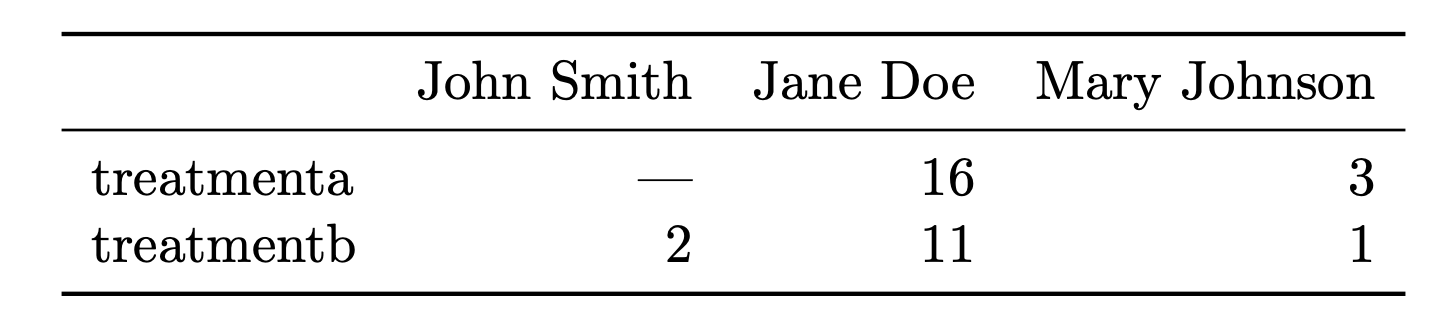 John Smith Jane Doe Mary Johnson
treatmenta — 16 3
treatmentb 2 11 1